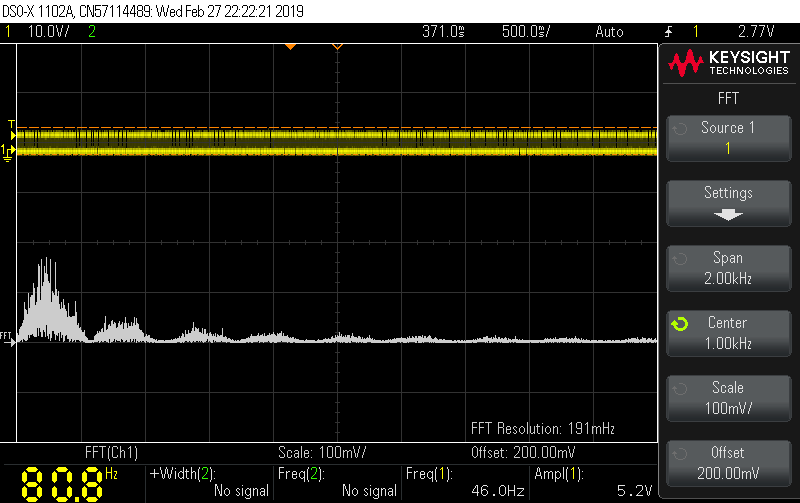 DSO-X 1102A, CN57114489: Wed Feb 27 22:22:21 2019
1 10.0V/ 2 371.0s 500.0s/ Auto 1 2.77V
KEYSIGHT
TECHNOLOGIES
FFT
Source 1
1
Settings
Span
2.00kHz
Center
1.00kHz
Scale
100mV/
Offset
200.00mV
T
1
FFT
FFT Resolution: 191mHz
FFT(Ch1) Scale: 100mV/ Offset: 200.00mV
80.8Hz
+Width(2):
No signal
Freq(2):
No signal
Freq(1):
46.0Hz
Ampl(1):
5.2V